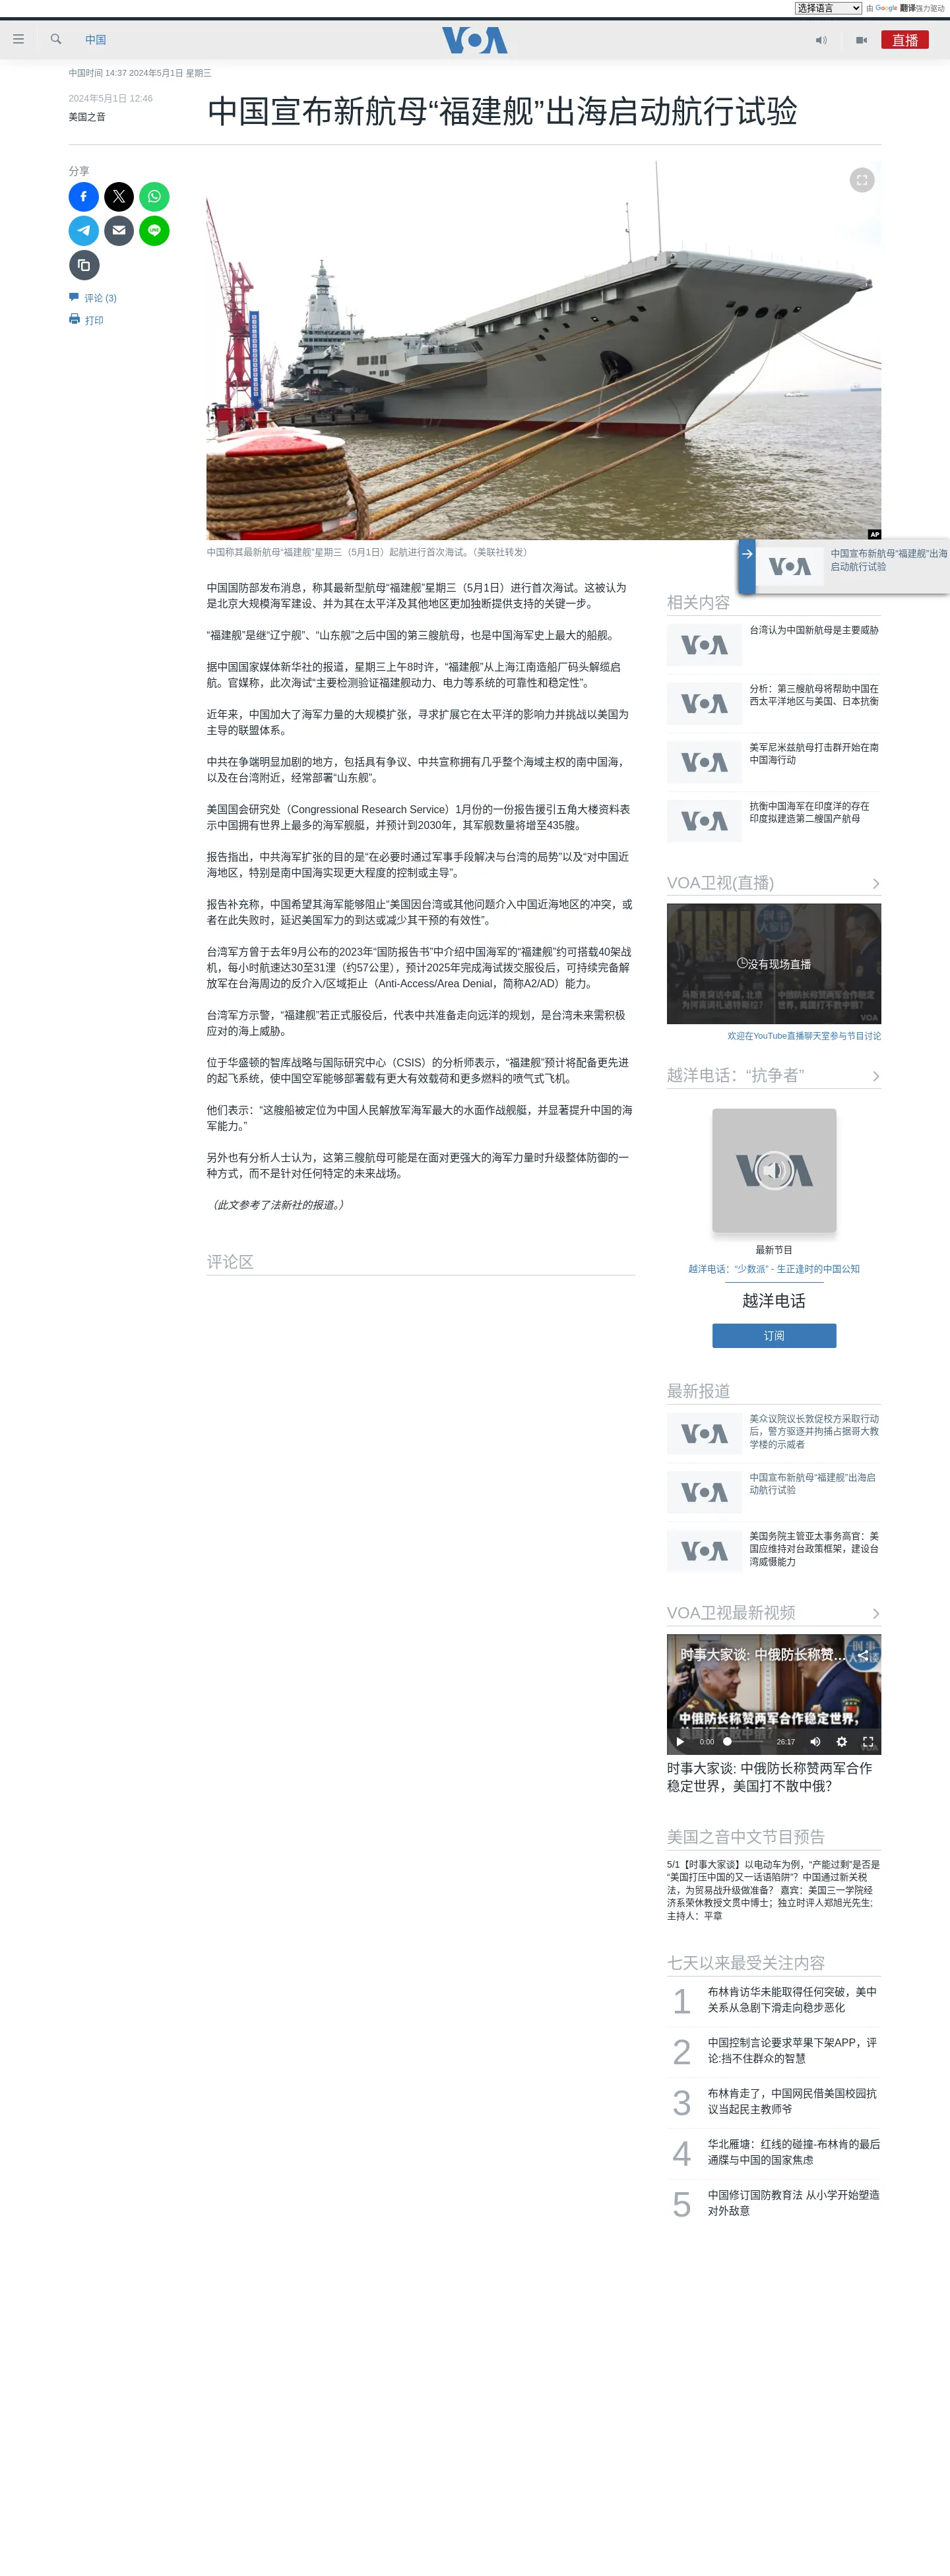 选择语言 由 Google 翻译强力驱动
中国
VOA
直播
中国时间 14:37 2024年5月1日 星期三
2024年5月1日 12:46
美国之音
中国宣布新航母“福建舰”出海启动航行试验
分享
评论 (3)
打印
AP
中国称其最新航母“福建舰”星期三（5月1日）起航进行首次海试。（美联社转发）
中国国防部发布消息，称其最新型航母“福建舰”星期三（5月1日）进行首次海试。这被认为
是北京大规模海军建设、并为其在太平洋及其他地区更加独断提供支持的关键一步。
“福建舰”是继“辽宁舰”、“山东舰”之后中国的第三艘航母，也是中国海军史上最大的船舰。
据中国国家媒体新华社的报道，星期三上午8时许，“福建舰”从上海江南造船厂码头解缆启
航。官媒称，此次海试“主要检测验证福建舰动力、电力等系统的可靠性和稳定性”。
近年来，中国加大了海军力量的大规模扩张，寻求扩展它在太平洋的影响力并挑战以美国为
主导的联盟体系。
中共在争端明显加剧的地方，包括具有争议、中共宣称拥有几乎整个海域主权的南中国海，
以及在台湾附近，经常部署“山东舰”。
美国国会研究处（Congressional Research Service）1月份的一份报告援引五角大楼资料表
示中国拥有世界上最多的海军舰艇，并预计到2030年，其军舰数量将增至435艘。
报告指出，中共海军扩张的目的是“在必要时通过军事手段解决与台湾的局势”以及“对中国近
海地区，特别是南中国海实现更大程度的控制或主导”。
报告补充称，中国希望其海军能够阻止“美国因台湾或其他问题介入中国近海地区的冲突，或
者在此失败时，延迟美国军力的到达或减少其干预的有效性”。
台湾军方曾于去年9月公布的2023年“国防报告书”中介绍中国海军的“福建舰”约可搭载40架战
机，每小时航速达30至31浬（约57公里），预计2025年完成海试拨交服役后，可持续完备解
放军在台海周边的反介入/区域拒止（Anti-Access/Area Denial，简称A2/AD）能力。
台湾军方示警，“福建舰”若正式服役后，代表中共准备走向远洋的规划，是台湾未来需积极
应对的海上威胁。
位于华盛顿的智库战略与国际研究中心（CSIS）的分析师表示，“福建舰”预计将配备更先进
的起飞系统，使中国空军能够部署载有更大有效载荷和更多燃料的喷气式飞机。
他们表示：“这艘船被定位为中国人民解放军海军最大的水面作战舰艇，并显著提升中国的海
军能力。”
另外也有分析人士认为，这第三艘航母可能是在面对更强大的海军力量时升级整体防御的一
种方式，而不是针对任何特定的未来战场。
（此文参考了法新社的报道。）
评论区
VOA
中国宣布新航母“福建舰”出海
启动航行试验
相关内容
VOA
台湾认为中国新航母是主要威胁
VOA
分析：第三艘航母将帮助中国在
西太平洋地区与美国、日本抗衡
VOA
美军尼米兹航母打击群开始在南
中国海行动
VOA
抗衡中国海军在印度洋的存在
印度拟建造第二艘国产航母
VOA卫视(直播)
没有现场直播
VOA
欢迎在YouTube直播聊天室参与节目讨论
越洋电话：“抗争者”
VOA
最新节目
越洋电话：“少数派” - 生正逢时的中国公知
越洋电话
订阅
最新报道
VOA
美众议院议长敦促校方采取行动
后，警方驱逐并拘捕占据哥大教
学楼的示威者
VOA
中国宣布新航母“福建舰”出海启
动航行试验
VOA
美国务院主管亚太事务高官：美
国应维持对台政策框架，建设台
湾威慑能力
VOA卫视最新视频
时事大家谈: 中俄防长称赞...
中俄防长称赞两军合作稳定世界，
0:00 26:17
时事大家谈: 中俄防长称赞两军合作
稳定世界，美国打不散中俄？
美国之音中文节目预告
5/1【时事大家谈】以电动车为例，“产能过剩”是否是
“美国打压中国的又一话语陷阱”？中国通过新关税
法，为贸易战升级做准备？ 嘉宾：美国三一学院经
济系荣休教授文贯中博士；独立时评人郑旭光先生;
主持人：平章
七天以来最受关注内容
1 布林肯访华未能取得任何突破，美中
关系从急剧下滑走向稳步恶化
2 中国控制言论要求苹果下架APP，评
论:挡不住群众的智慧
3 布林肯走了，中国网民借美国校园抗
议当起民主教师爷
4 华北雁塘：红线的碰撞-布林肯的最后
通牒与中国的国家焦虑
5 中国修订国防教育法 从小学开始塑造
对外敌意